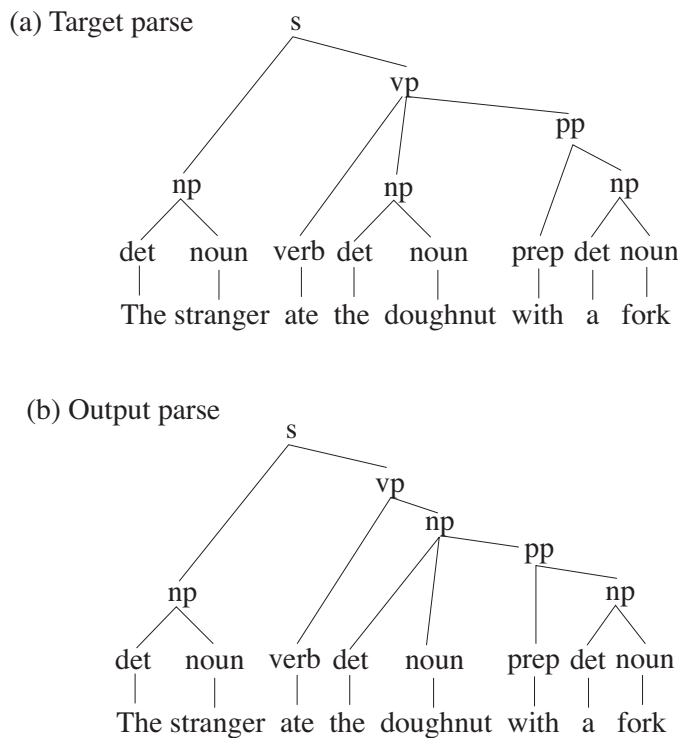 (a) Target parse
s
vp
pp
np np np
det noun verb det noun prep det noun
The stranger ate the doughnut with a fork
(b) Output parse
s
vp
np
pp
np np
det noun verb det noun prep det noun
The stranger ate the doughnut with a fork